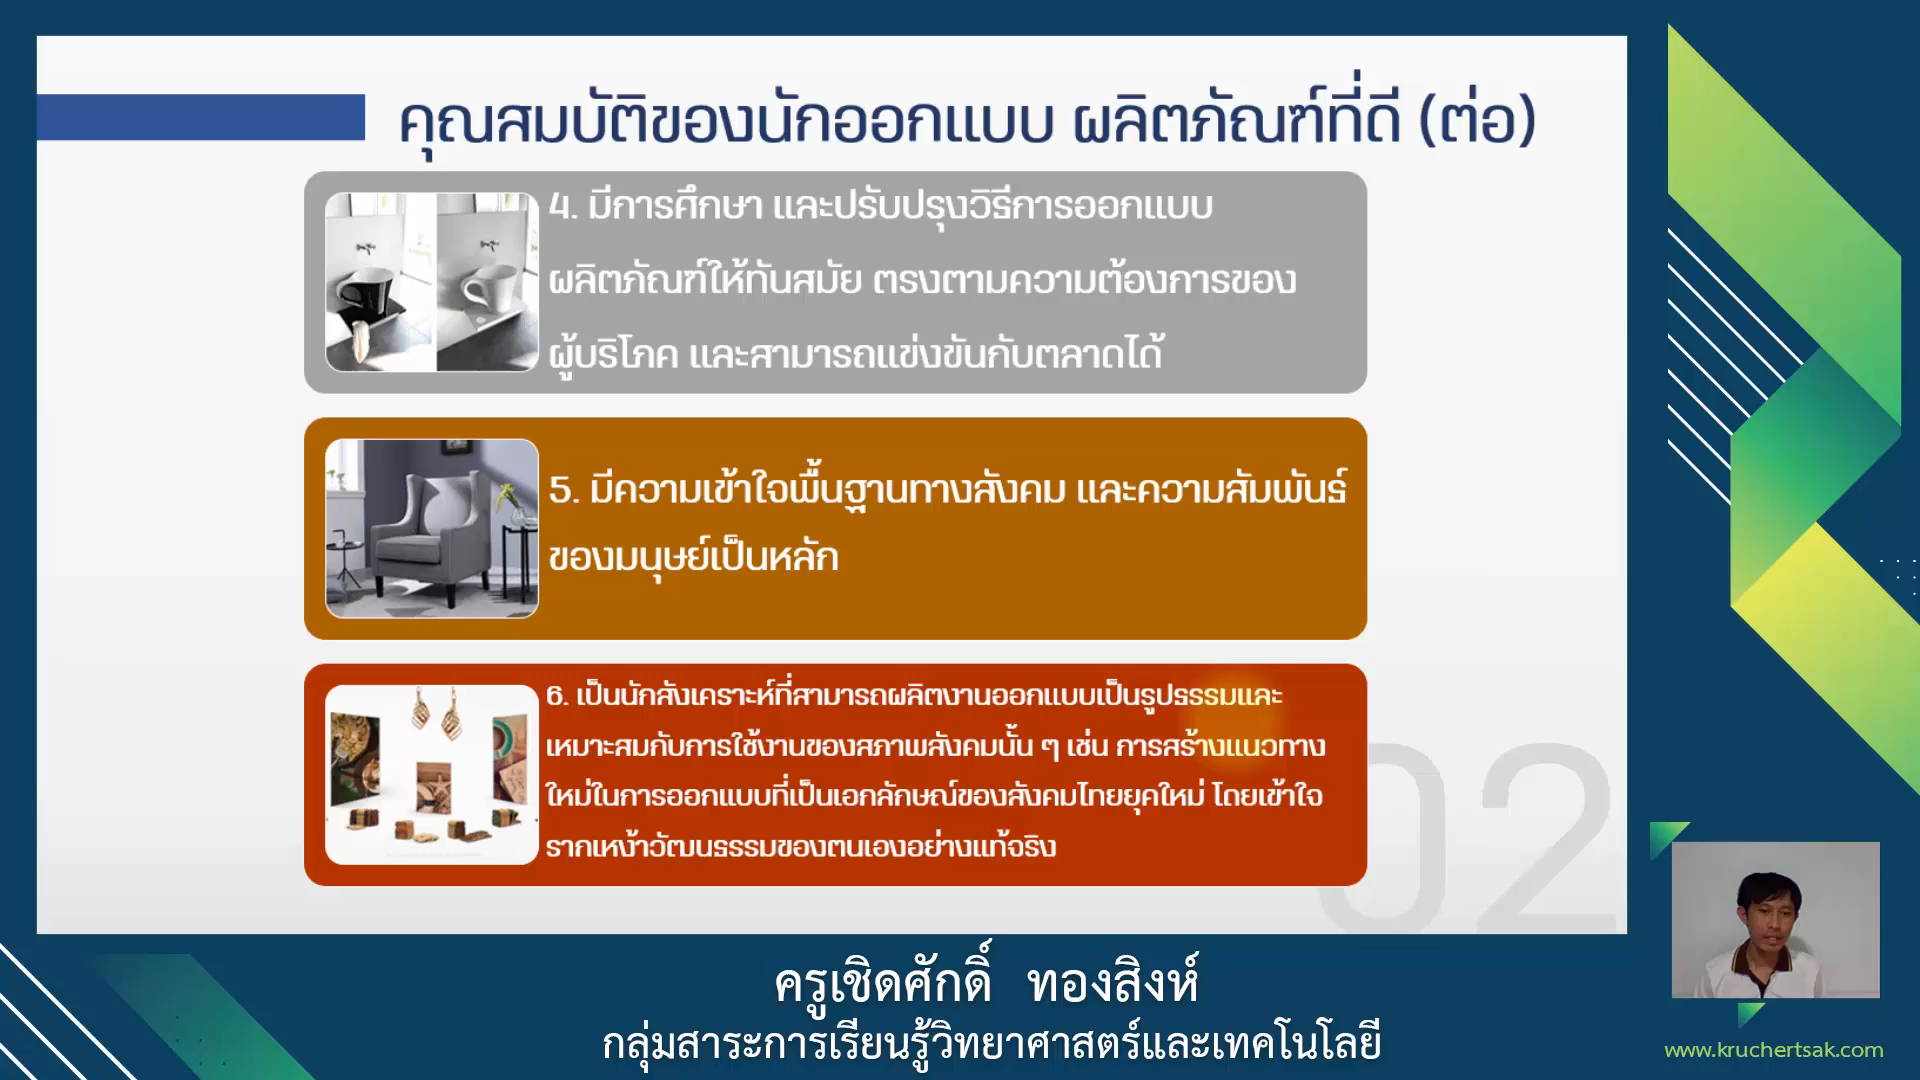 คุณสมบัติของนักออกแบบ ผลิตภัณฑ์ที่ดี (ต่อ)
4. มีการศึกษา และปรับปรุงวิธีการออกแบบ
ผลิตภัณฑ์ให้ทันสมัย ตรงตามความต้องการของ
ผู้บริโภค และสามารถแข่งขันกับตลาดได้
5. มีความเข้าใจพื้นฐานทางสังคม และความสัมพันธ์
ของมนุษย์เป็นหลัก
6. เป็นนักสังเคราะห์ที่สามารถผลิตงานออกแบบเป็นรูปธรรมและ
เหมาะสมกับการใช้งานของสภาพสังคมนั้น ๆ เช่น การสร้างแนวทาง
ใหม่ในการออกแบบที่เป็นเอกลักษณ์ของสังคมไทยยุคใหม่ โดยเข้าใจ
รากเหง้าวัฒนธรรมของตนเองอย่างแท้จริง
02
ครูเชิดศักดิ์ ทองสิงห์
กลุ่มสาระการเรียนรู้วิทยาศาสตร์และเทคโนโลยี
www.kruchertsak.com